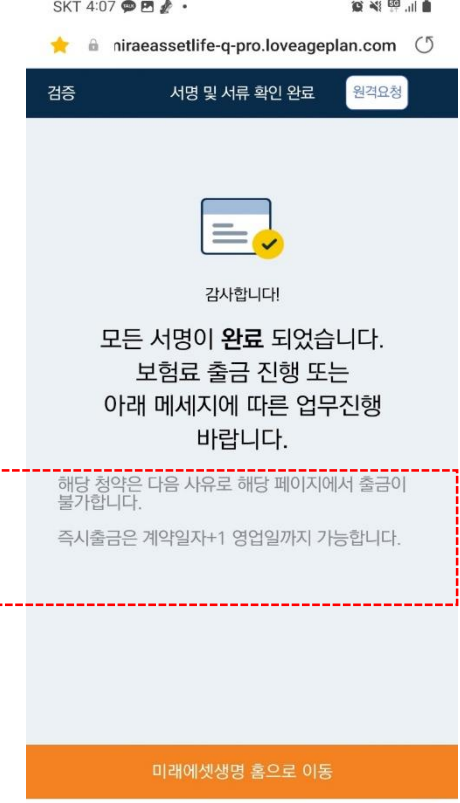 SKT 4:07
niraeassetlife-q-pro.loveageplan.com
검증 서명 및 서류 확인 완료 원격요청
감사합니다!
모든 서명이 완료 되었습니다.
보험료 출금 진행 또는
아래 메세지에 따른 업무진행
바랍니다.
해당 청약은 다음 사유로 해당 페이지에서 출금이
불가합니다.
즉시출금은 계약일자+1 영업일까지 가능합니다.
미래에셋생명 홈으로 이동